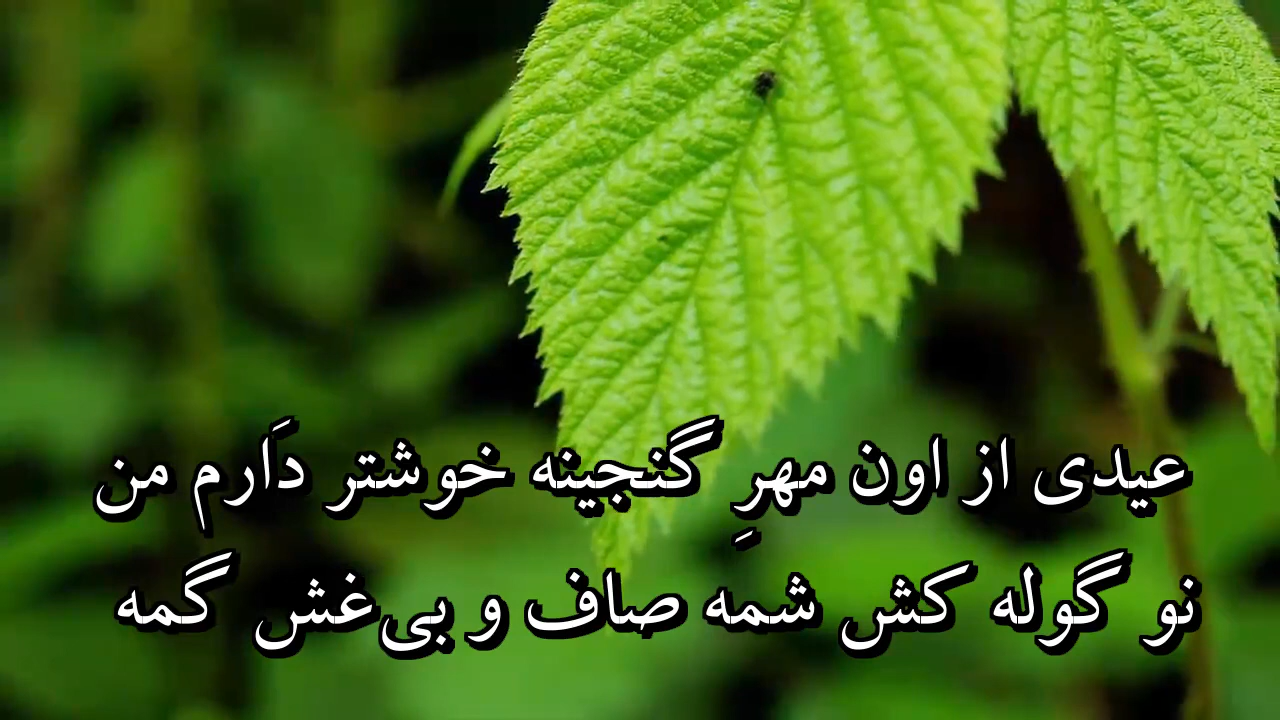 عیدی از اون مهرِ گنجینه خوشتر دَارم من
نو گوله کش شمه صاف و بی‌غش گمه